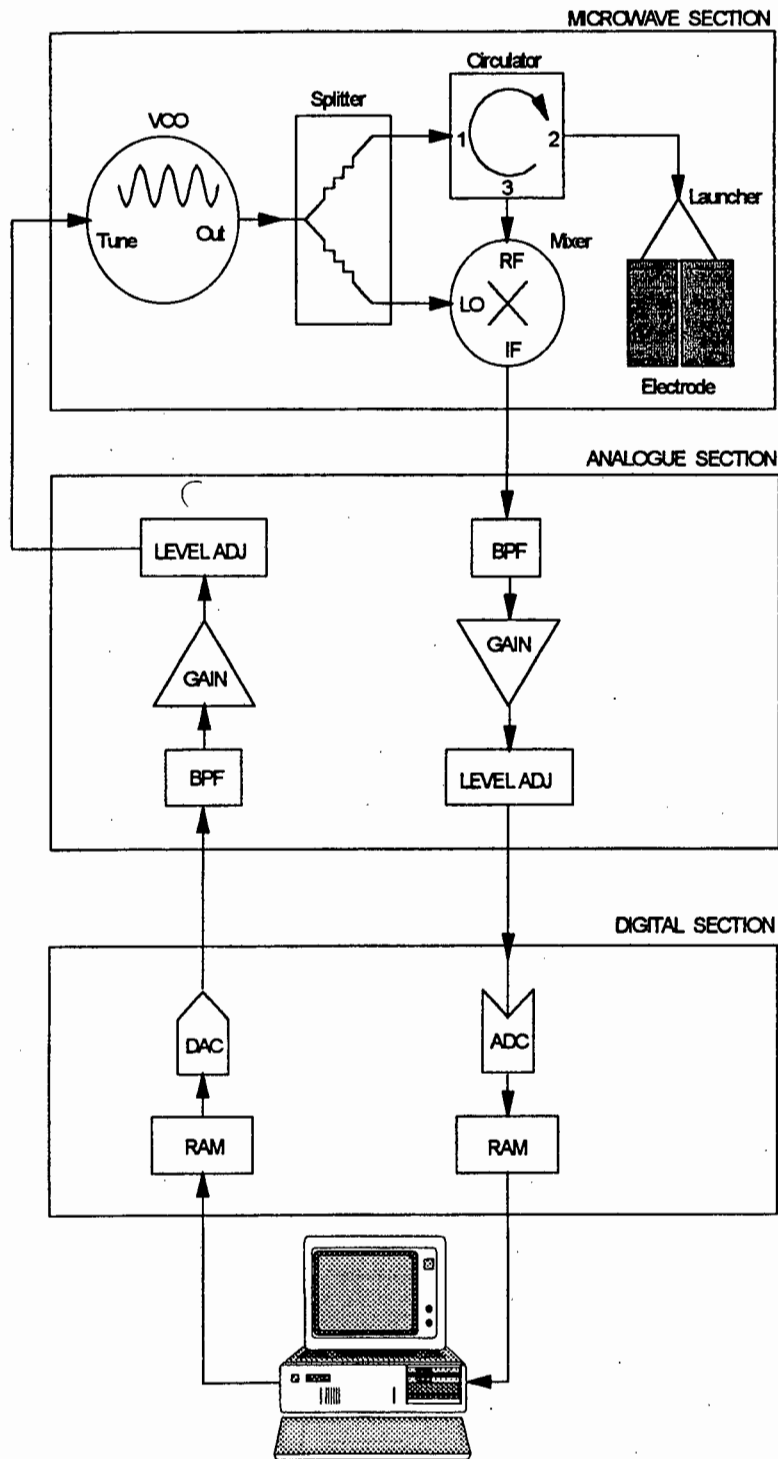 MICROWAVE SECTION
Circulator
Splitter
VCO
1
2
3
Launcher
Tune
Out
Mixer
RF
LO
IF
Electrode
ANALOGUE SECTION
LEVEL ADJ
BPF
GAIN
GAIN
BPF
LEVEL ADJ
DIGITAL SECTION
DAC
ADC
RAM
RAM